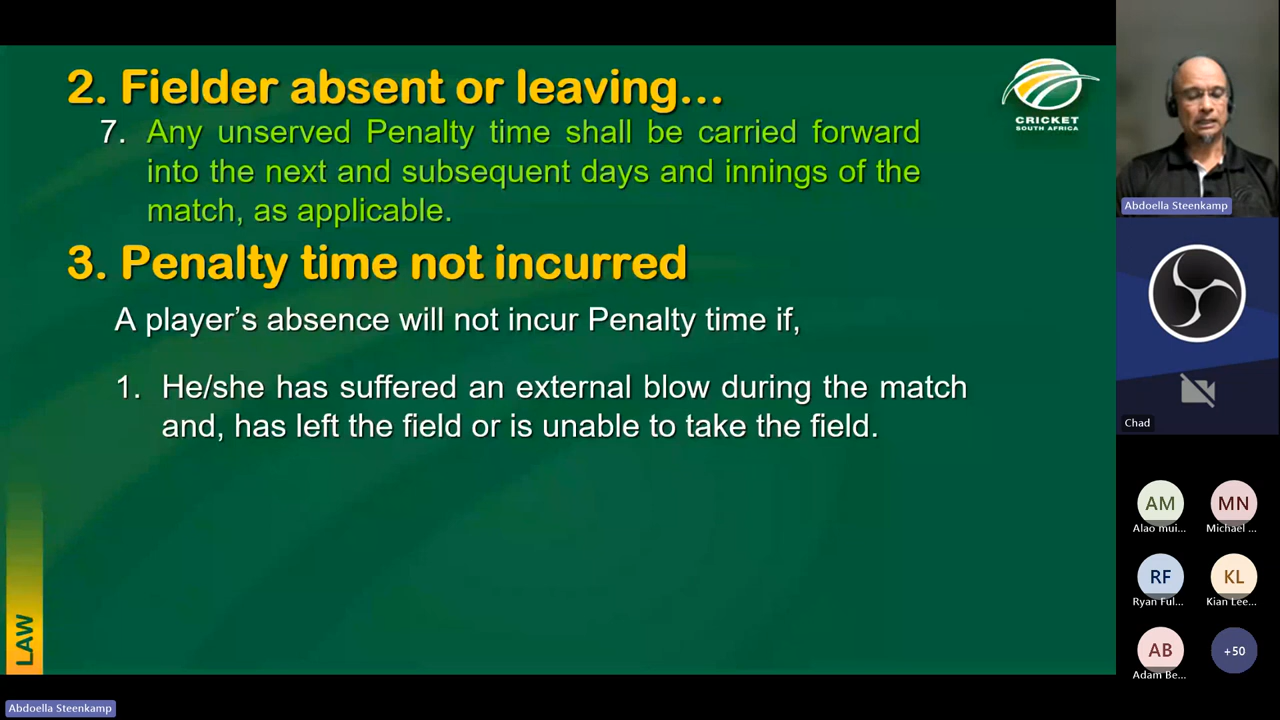 2. Fielder absent or leaving…
7. Any unserved Penalty time shall be carried forward
into the next and subsequent days and innings of the
match, as applicable.
3. Penalty time not incurred
A player’s absence will not incur Penalty time if,
1. He/she has suffered an external blow during the match
and, has left the field or is unable to take the field.
LAW
CRICKET
SOUTH AFRICA
Abdoella Steenkamp
Abdoella Steenkamp
Chad
AM
Alao mui...
MN
Michael ...
RF
Ryan Ful...
KL
Kian Lee...
AB
Adam Be...
+50